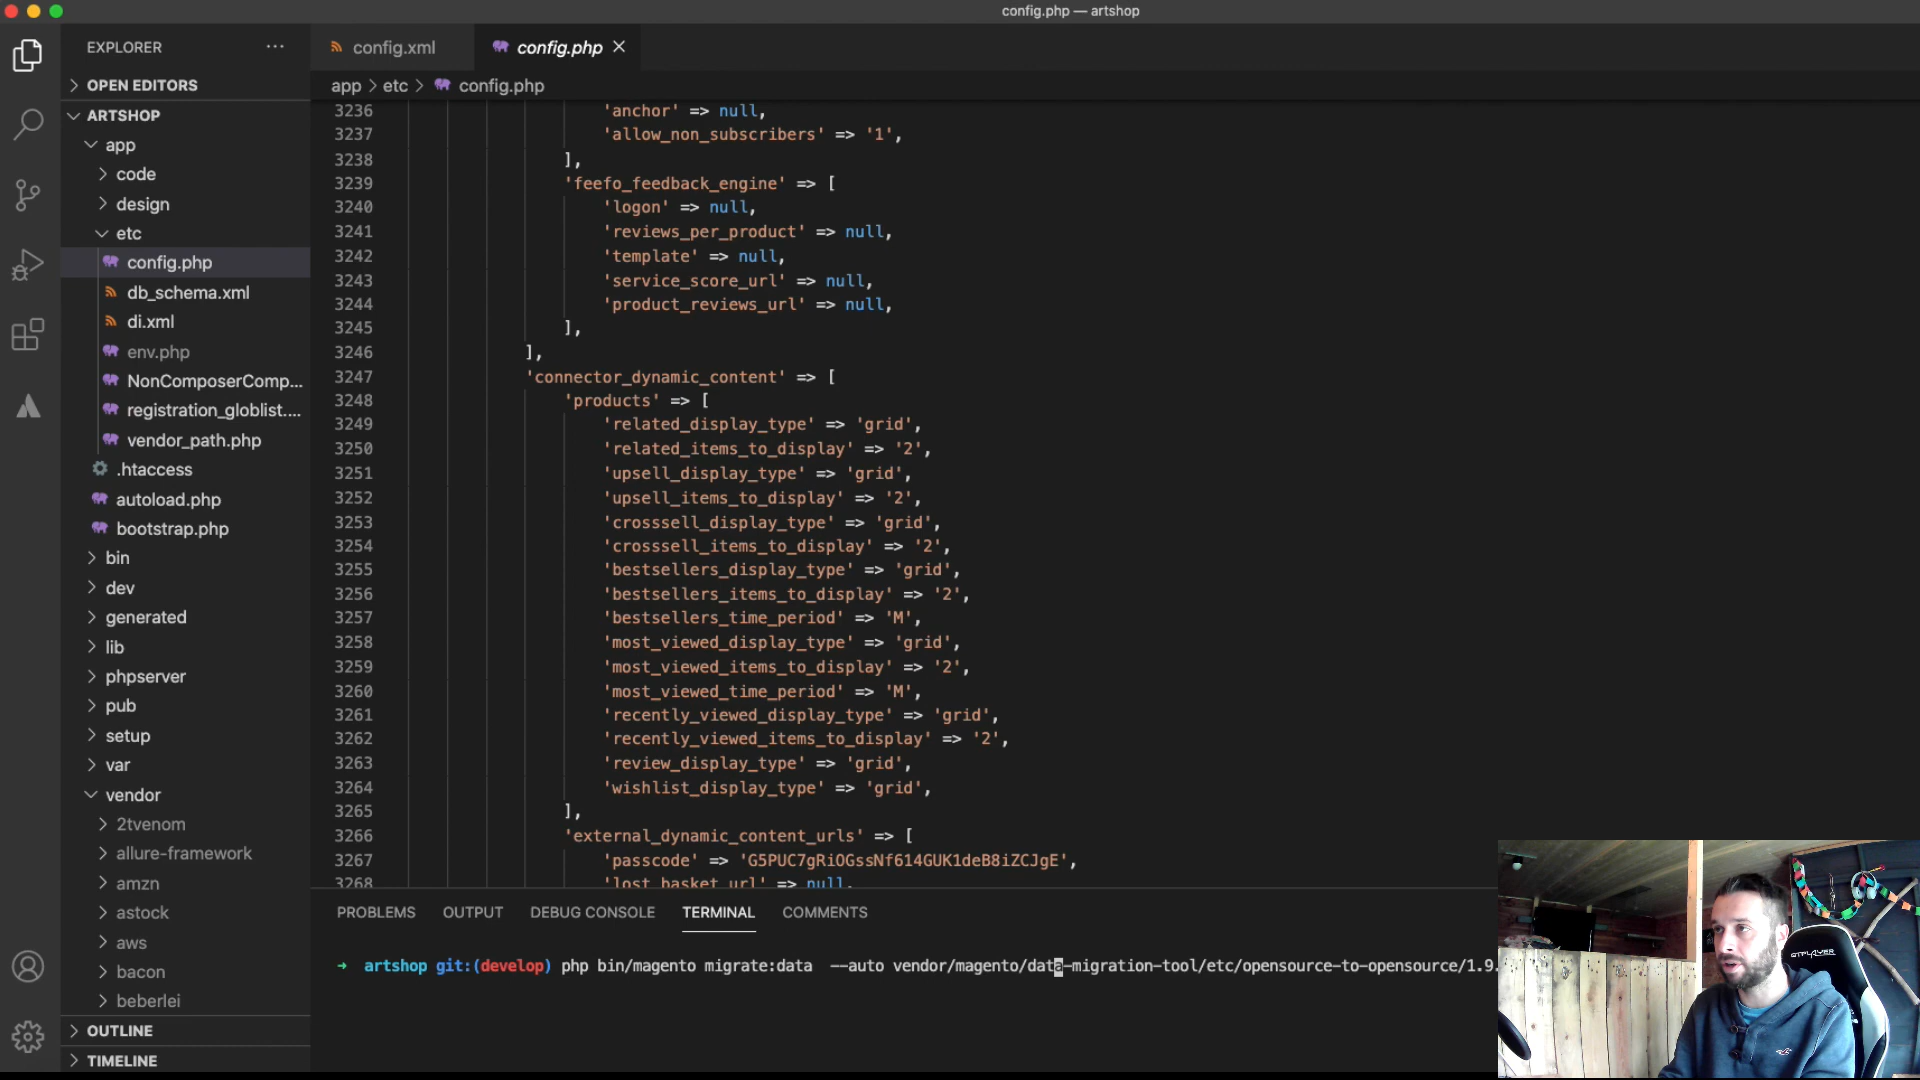 config.php — artshop
EXPLORER
OPEN EDITORS
ARTSHOP
app
code
design
etc
config.php
db_schema.xml
di.xml
env.php
NonComposerComp...
registration_globlist....
vendor_path.php
.htaccess
autoload.php
bootstrap.php
bin
dev
generated
lib
phpserver
pub
setup
var
vendor
2tvenom
allure-framework
amzn
astock
aws
bacon
beberlei
OUTLINE
TIMELINE
config.xml
config.php
app > etc > config.php
3236 'anchor' => null,
3237 'allow_non_subscribers' => '1',
3238 ],
3239 'feefo_feedback_engine' => [
3240 'logon' => null,
3241 'reviews_per_product' => null,
3242 'template' => null,
3243 'service_score_url' => null,
3244 'product_reviews_url' => null,
3245 ],
3246 ],
3247 'connector_dynamic_content' => [
3248 'products' => [
3249 'related_display_type' => 'grid',
3250 'related_items_to_display' => '2',
3251 'upsell_display_type' => 'grid',
3252 'upsell_items_to_display' => '2',
3253 'crosssell_display_type' => 'grid',
3254 'crosssell_items_to_display' => '2',
3255 'bestsellers_display_type' => 'grid',
3256 'bestsellers_items_to_display' => '2',
3257 'bestsellers_time_period' => 'M',
3258 'most_viewed_display_type' => 'grid',
3259 'most_viewed_items_to_display' => '2',
3260 'most_viewed_time_period' => 'M',
3261 'recently_viewed_display_type' => 'grid',
3262 'recently_viewed_items_to_display' => '2',
3263 'review_display_type' => 'grid',
3264 'wishlist_display_type' => 'grid',
3265 ],
3266 'external_dynamic_content_urls' => [
3267 'passcode' => 'G5PUC7gRiOGssNf614GUK1deB8iZCJgE',
3268 'lost_basket_url' => null,
PROBLEMS OUTPUT DEBUG CONSOLE TERMINAL COMMENTS
➜ artshop git:(develop) php bin/magento migrate:data --auto vendor/magento/data-migration-tool/etc/opensource-to-opensource/1.9.
GTPLAYER